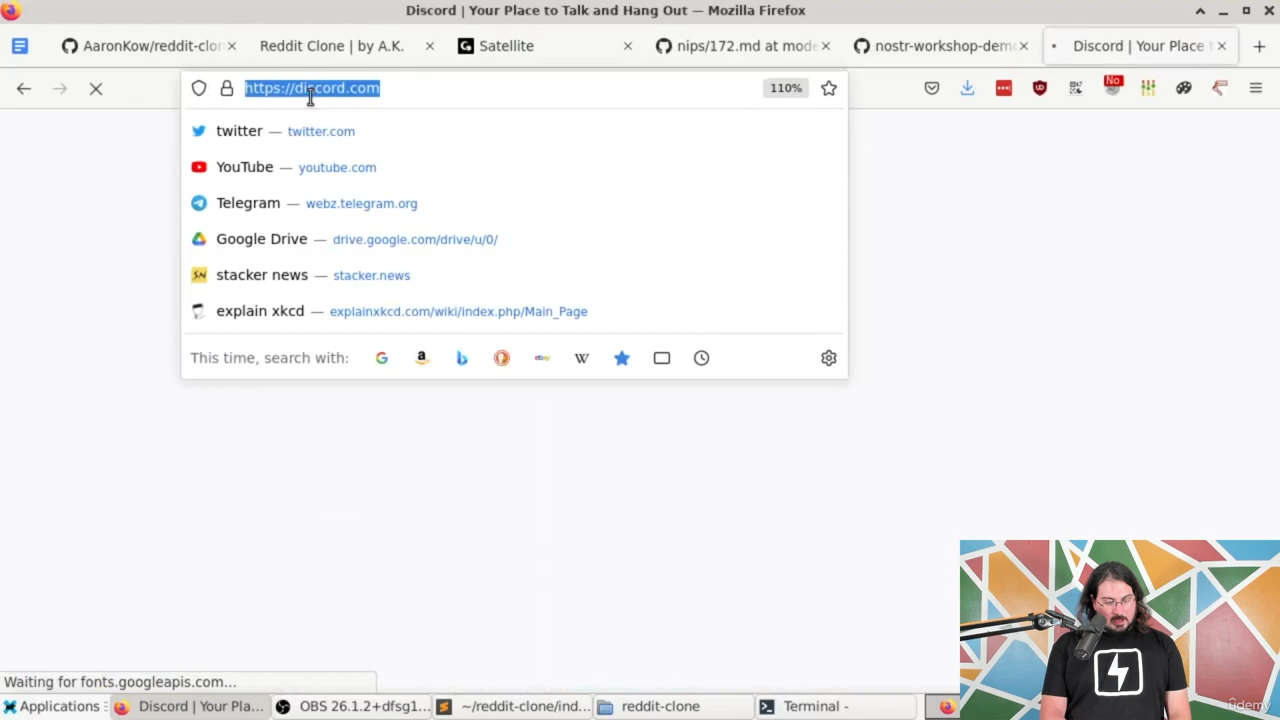 Discord | Your Place to Talk and Hang Out — Mozilla Firefox
AaronKow/reddit-clon
Reddit Clone | by A.K.
Satellite
nips/172.md at mode
nostr-workshop-demo
Discord | Your Place t
https://discord.com
110%
No
twitter — twitter.com
YouTube — youtube.com
Telegram — webz.telegram.org
Google Drive — drive.google.com/drive/u/0/
stacker news — stacker.news
explain xkcd — explainxkcd.com/wiki/index.php/Main_Page
This time, search with:
Waiting for fonts.googleapis.com...
Applications
Discord | Your Pla...
OBS 26.1.2+dfsg1...
~/reddit-clone/ind...
reddit-clone
Terminal -
ûdemy